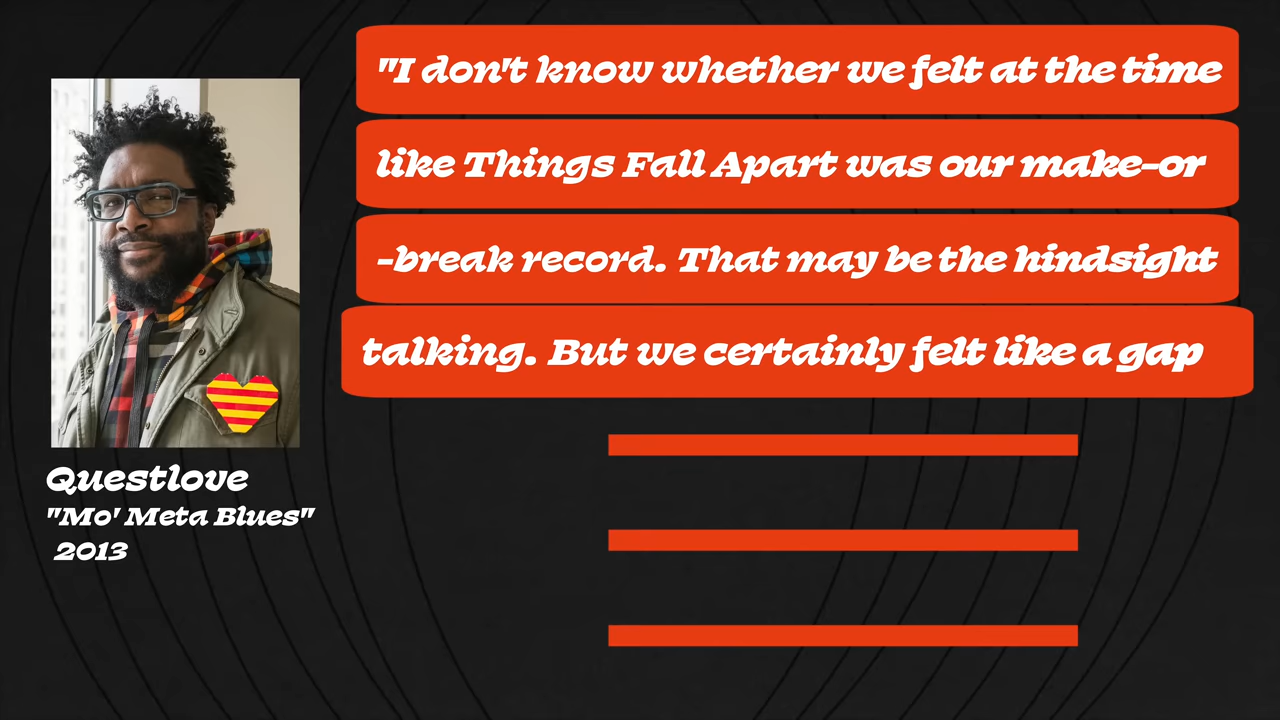 "I don't know whether we felt at the time
like Things Fall Apart was our make-or
-break record. That may be the hindsight
talking. But we certainly felt like a gap
Questlove
"Mo' Meta Blues"
2013